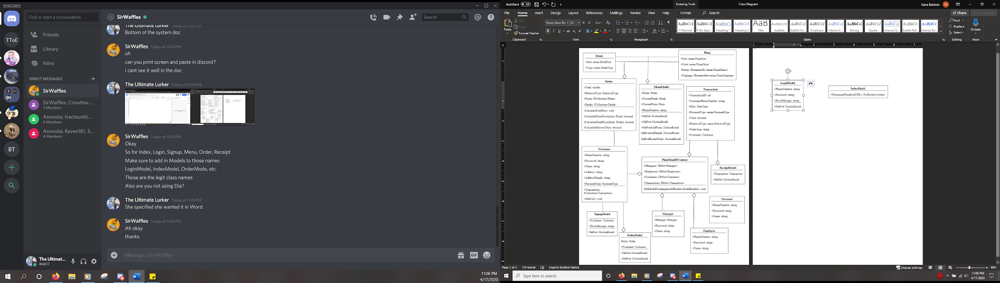 DISCORD
Find or start a conversation
SirWaffles
Search
TToE
Friends
Library
Nitro
DIRECT MESSAGES
SirWaffles
SirWaffles, Crowther...
3 Members
Asmodai, tracteurbli...
6 Members
Asmodai, Raven181, 3...
4 Members
BT
The Ultimat...
#4617
The Ultimate Lurker Today at 11:02 PM
Bottom of the system doc
SirWaffles Today at 11:04 PM
uh
can you print screen and paste in discord?
i cant see it well in the doc
The Ultimate Lurker Today at 11:04 PM
SirWaffles Today at 11:04 PM
Okay
So for Index, Login, Signup, Menu, Order, Receipt
Make sure to add in Models to those names
LoginModel, IndexModel, OrderMode, etc.
Those are the legit class names
Also are you not using Dia?
The Ultimate Lurker Today at 11:06 PM
She specified she wanted it in Word.
SirWaffles Today at 11:06 PM
Ah okay
thanks
Message @SirWaffles
GIF
11:06 PM
4/17/2020
AutoSave Off
Drawing Tools
Class Diagram
Kane Baldwin KB
File Home Insert Design Layout References Mailings Review View Help Format Search
Share Comments
Paste
Cut
Copy
Format Painter
Clipboard
Times New Ro 10
Font
Paragraph
AaBbCcI ¶ Normal
AaBbCcI ¶ No Spac...
AaBbC Heading 1
AaBbCcE Heading 2
AaB Title
AaBbCcD Subtitle
AaBbCcI Subtle Em...
AaBbCcI Emphasis
AaBbCcI Intense E...
AaBbCcI Strong
AaBbCcI Quote
AaBbCcI Intense Q...
AaBbCc Subtle Ref...
AaBbCc Intense Re...
Styles
Find
Replace
Select
Editing
Dictate
Voice
Drink
+Size: enum DrinkSize
+Type: enum DrinkType
Pizza
+Size: enum PizzaSize
+Crust: enum PizzaCrust
+Extras: IEnumerable<enum PizzaExtras>
+Toppings: IEnumerable<enum PizzaTopping>
Order
+Total: double
+RetrievalType: RetrievalType
+Pizzas: ICollection<Pizza>
+Drinks: ICollection<Drink>
+CalculateTotalPrice: void
+CalculatePizzaPrice(pizza: Pizza): decimal
+CalculateDrinkPrice(drink: Drink): decimal
+CalculateDeliveryPrice: decimal
MenuModel
+Order: Order
+CurrentDrink: Drink
+CurrentPizza: Pizza
+PhoneNumber: string
+OnGet: IActionResult
+OnPost: IActionResult
+OnPostAddPizza: IActionResult
OnPostAddDrinnk: IActionResult
OnPostRestartOrder: IActionResult
Transaction
+TransactionID: int
+CustomerPhoneNumber: string
+Date: DateTime
+PaymentType: enum PaymentType
+Total: decimal
+RetrievalType: enum RetrievalType
+OrderJson: string
+Customer: Customer
Customer
+PhoneNumber: string
+Password: string
+Name: string
+Address: string
+AddressDetails: string
+PaymentType: PaymentType
+Transactions:
ICollection<Transaction>
+OnPost(): void
PizzaShopDbContext
+Managers: DbSet<Manager>
+Employees: DbSet<Employee>
+Customers: DbSet<Customer>
+Transactions: DbSet<Transaction>
#OnModelCreating(modelBuilder:ModelBuilder): void
ReceiptModel
+Transaction: Transaction
+OnGet: IActionResult
IAccount
+PhoneNumber: string
+Password: string
+Name: string
SignupModel
+Customer: Customer
+ErrorMessage: string
OnPost: IActionResult
Manager
+Manager: Manager
+Password: string
+Name: string
Employee
+PhoneNumber: string
+Password: string
+Name: string
OrderModel
Order: Order
+Customer: Customer
+OnGet: IActionResult
+OnPost: IActionResult
LoginModel
+PhoneNumber: string
+Password: string
+ErrorMessage: string
+OnPost: IActionResult
IndexModel
+HomepagePizzaIconURLs: ICollection<string>
Page 2 of 2 159 words English (United States)
Display Settings
80%
Type here to search
11:06 PM
4/17/2020